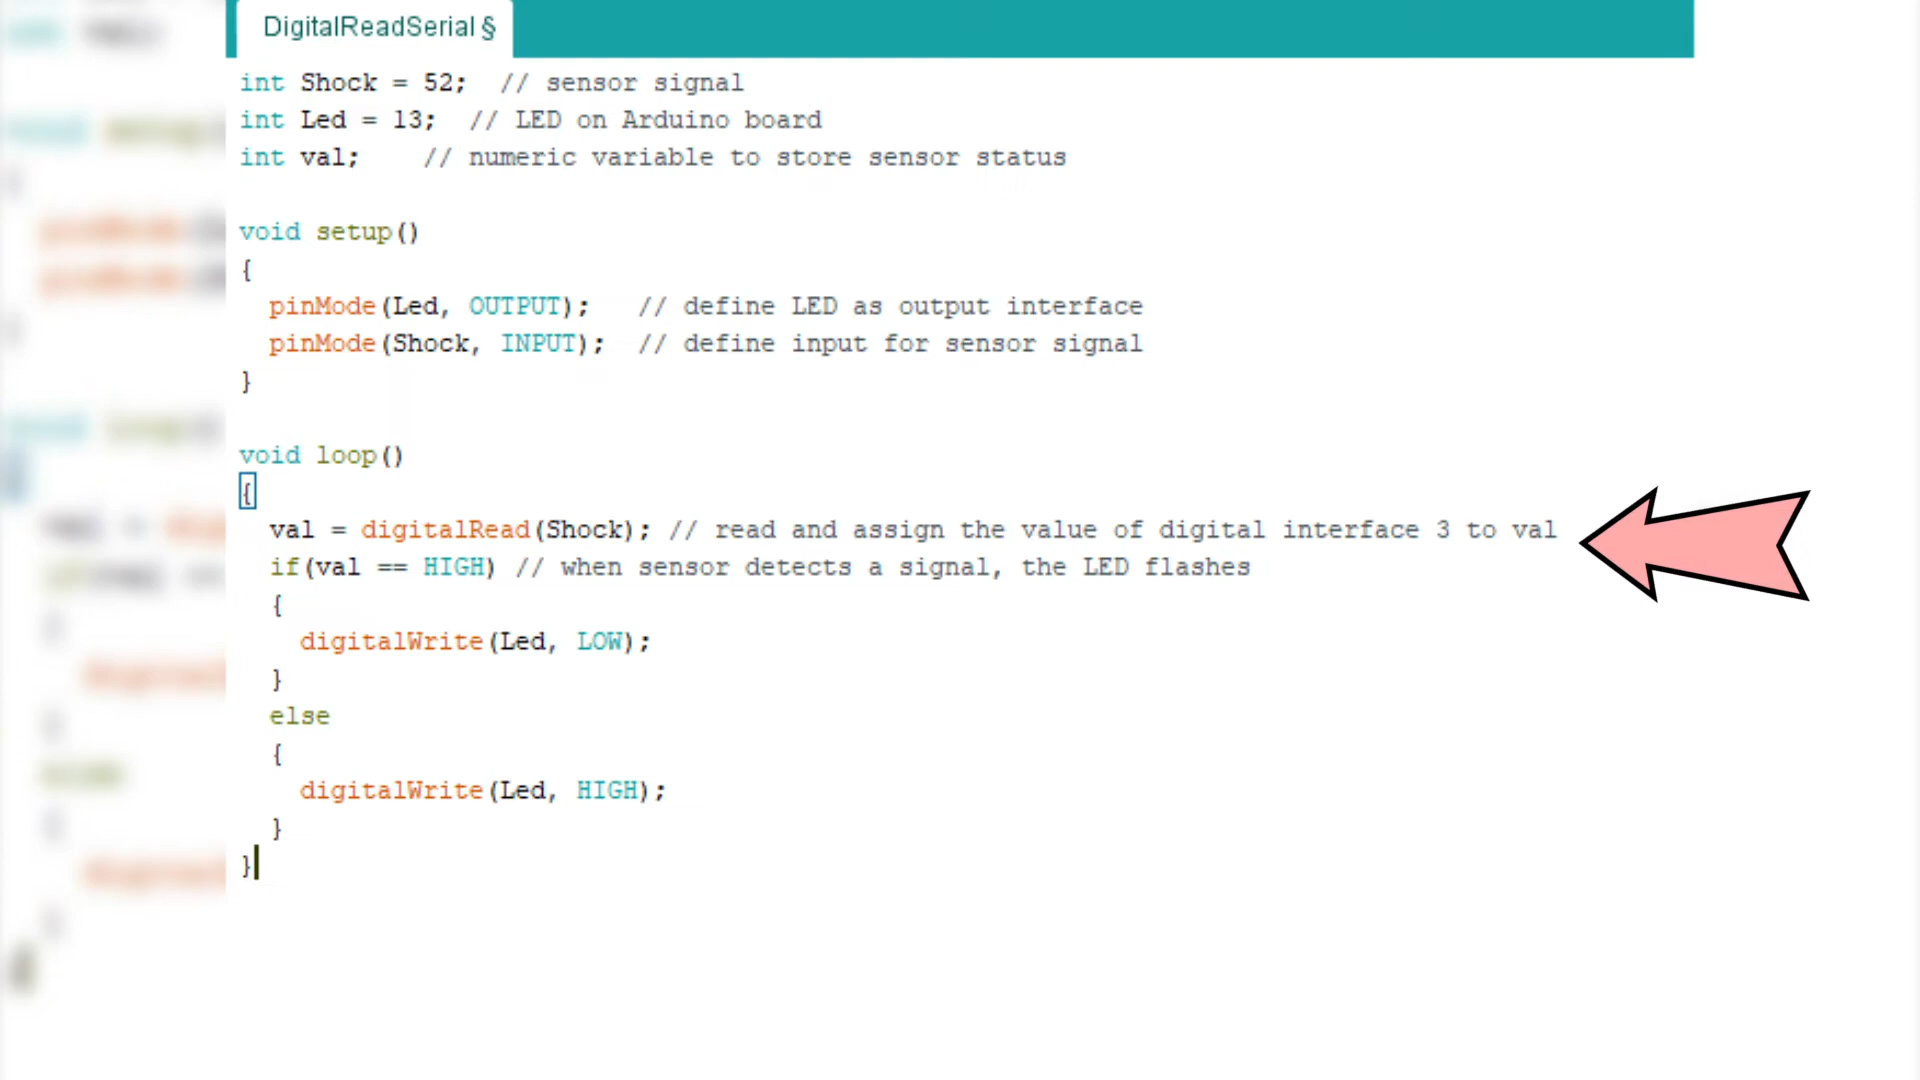 DigitalReadSerial §
int Shock = 52;  // sensor signal
int Led = 13;  // LED on Arduino board
int val;    // numeric variable to store sensor status
void setup()
{
  pinMode(Led, OUTPUT);   // define LED as output interface
  pinMode(Shock, INPUT);  // define input for sensor signal
}
void loop()
{
  val = digitalRead(Shock); // read and assign the value of digital interface 3 to val
  if(val == HIGH) // when sensor detects a signal, the LED flashes
  {
    digitalWrite(Led, LOW);
  }
  else
  {
    digitalWrite(Led, HIGH);
  }
}